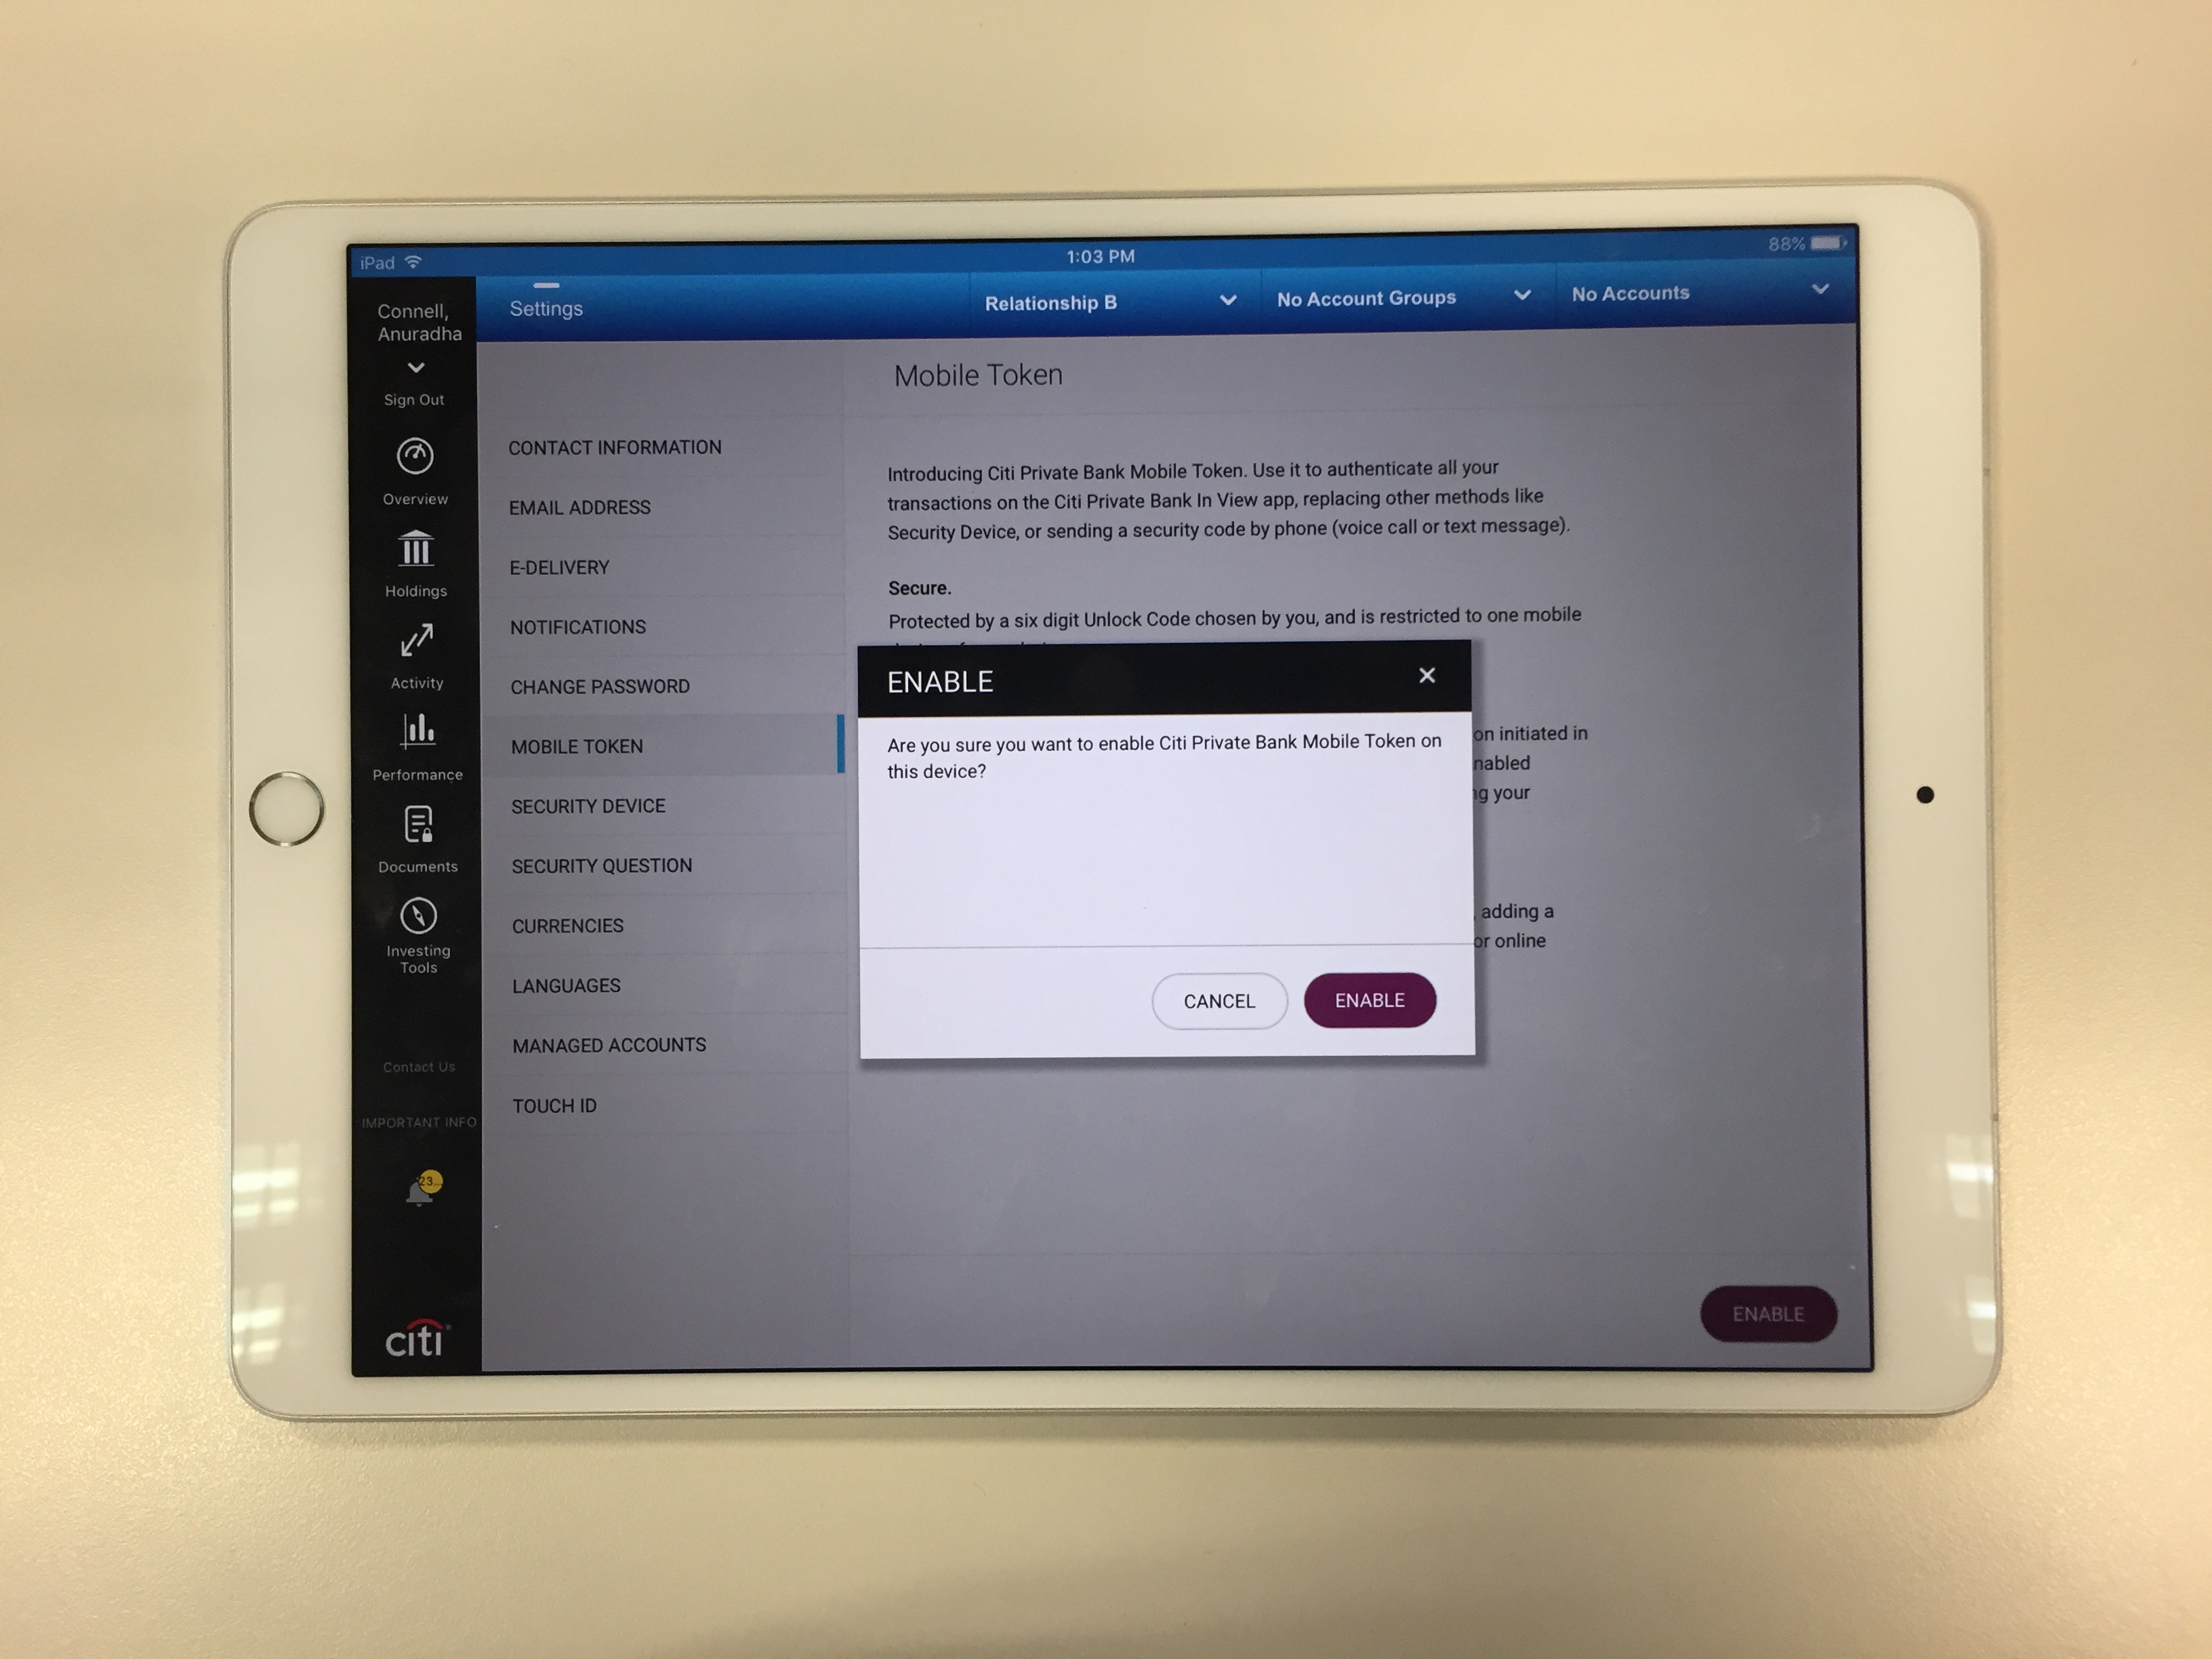 iPad
1:03 PM
88%
Connell,
Anuradha
Sign Out
Overview
Holdings
Activity
Performance
Documents
Investing
Tools
Contact Us
IMPORTANT INFO
23
citi
Settings
Relationship B
No Account Groups
No Accounts
CONTACT INFORMATION
EMAIL ADDRESS
E-DELIVERY
NOTIFICATIONS
CHANGE PASSWORD
MOBILE TOKEN
SECURITY DEVICE
SECURITY QUESTION
CURRENCIES
LANGUAGES
MANAGED ACCOUNTS
TOUCH ID
Mobile Token
Introducing Citi Private Bank Mobile Token. Use it to authenticate all your
transactions on the Citi Private Bank In View app, replacing other methods like
Security Device, or sending a security code by phone (voice call or text message).
Secure.
Protected by a six digit Unlock Code chosen by you, and is restricted to one mobile
ENABLE
×
Are you sure you want to enable Citi Private Bank Mobile Token on
this device?
CANCEL
ENABLE
on initiated in
nabled
ng your
, adding a
or online
ENABLE